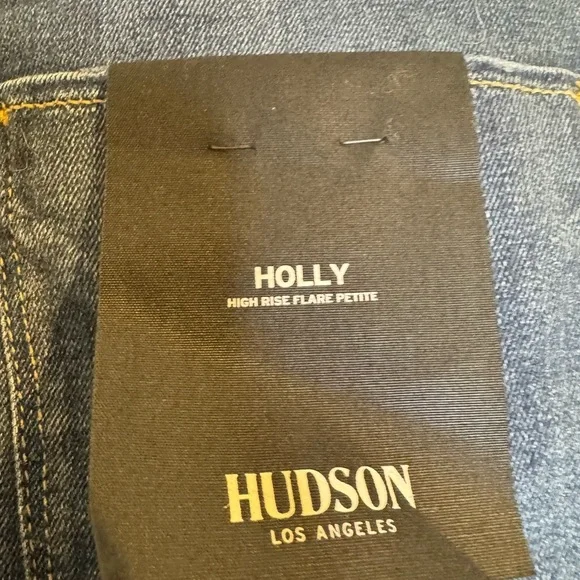 HOLLY
HIGH RISE FLARE PETITE
HUDSON
LOS ANGELES